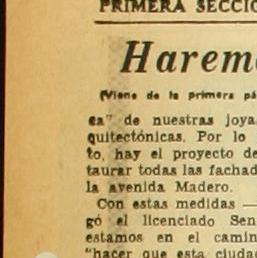 PRIMERA SECCIO
Harem
(Viene de la primera pá
ca" de nuestras joya
quitectónicas. Por lo
to, hay el proyecto de
taurar todas las fachad
la avenida Madero.
Con estas medidas —
gó el licenciado Sen
estamos en el camin
"hacer que esta ciudad